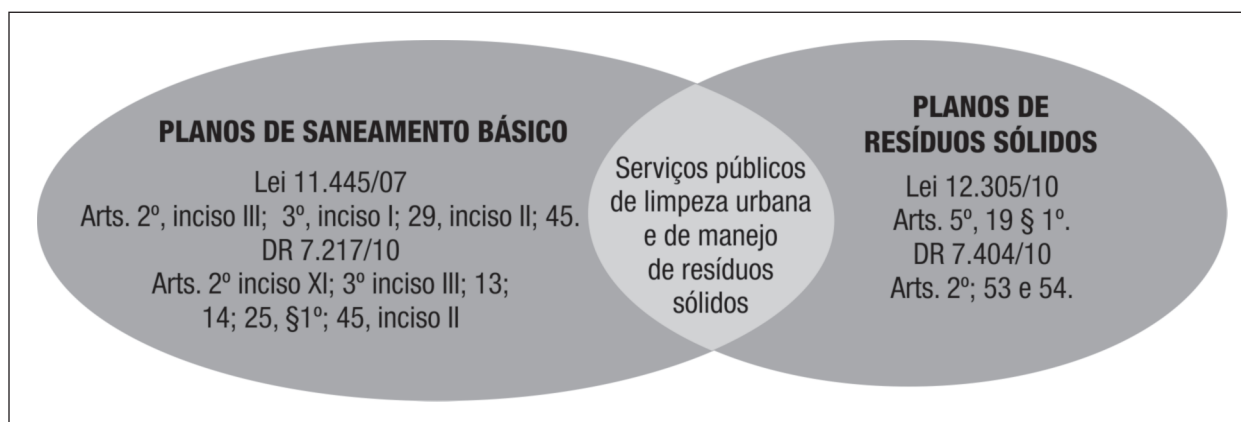 PLANOS DE SANEAMENTO BÁSICO
Lei 11.445/07
Arts. 2º, inciso III; 3º, inciso I; 29, inciso II; 45.
DR 7.217/10
Arts. 2º inciso XI; 3º inciso III; 13;
14; 25, §1º; 45, inciso II
Serviços públicos
de limpeza urbana
e de manejo
de resíduos
sólidos
PLANOS DE
RESÍDUOS SÓLIDOS
Lei 12.305/10
Arts. 5º, 19 § 1º.
DR 7.404/10
Arts. 2º; 53 e 54.